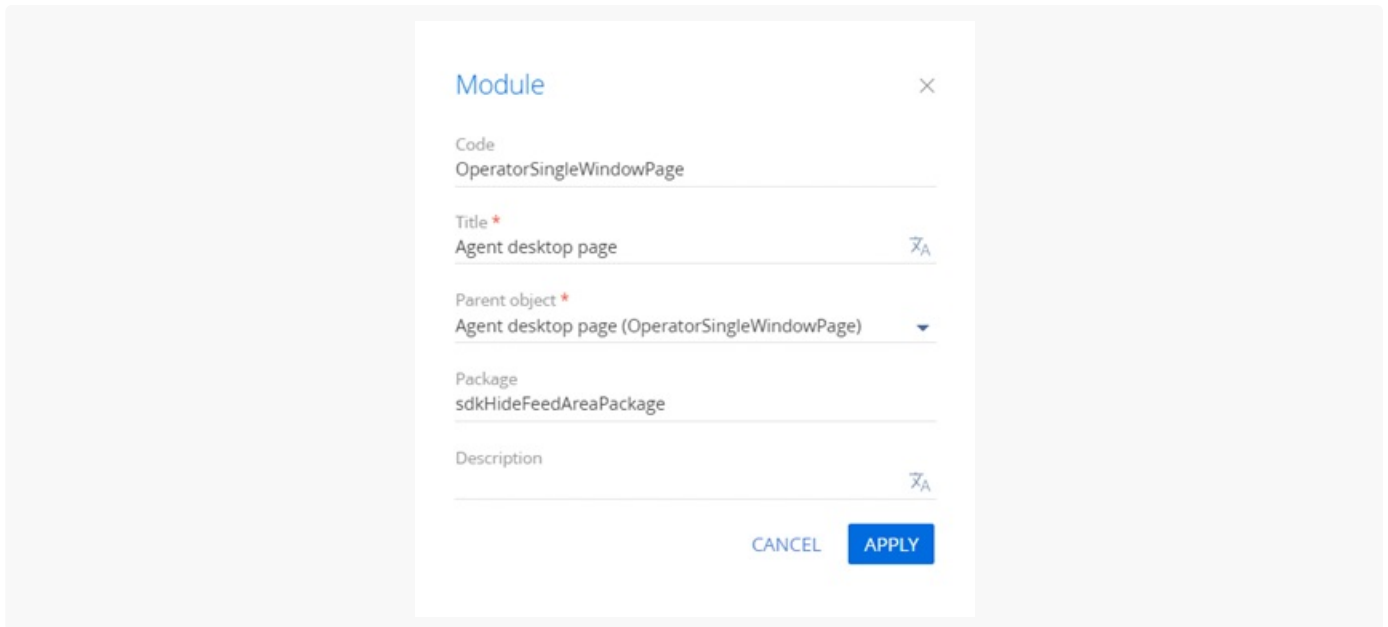 Module
Code
OperatorSingleWindowPage
Title *
Agent desktop page
Parent object *
Agent desktop page (OperatorSingleWindowPage)
Package
sdkHideFeedAreaPackage
Description
CANCEL APPLY